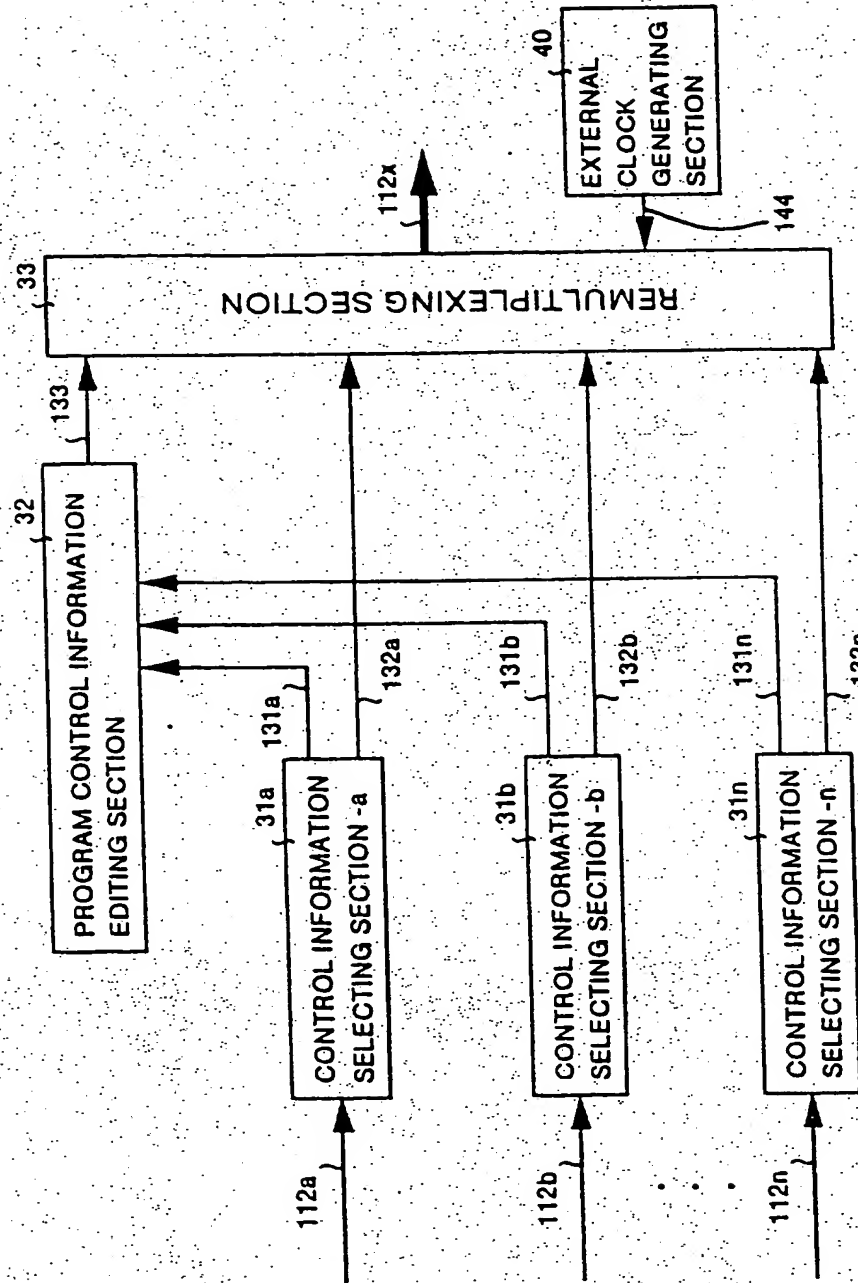 32
PROGRAM CONTROL INFORMATION
EDITING SECTION
133
33
REMULTIPLEXING SECTION
112x
40
EXTERNAL
CLOCK
GENERATING
SECTION
144
112a
31a
CONTROL INFORMATION
SELECTING SECTION -a
131a
132a
112b
31b
CONTROL INFORMATION
SELECTING SECTION -b
131b
132b
. . .
112n
31n
CONTROL INFORMATION
SELECTING SECTION -n
131n
132n